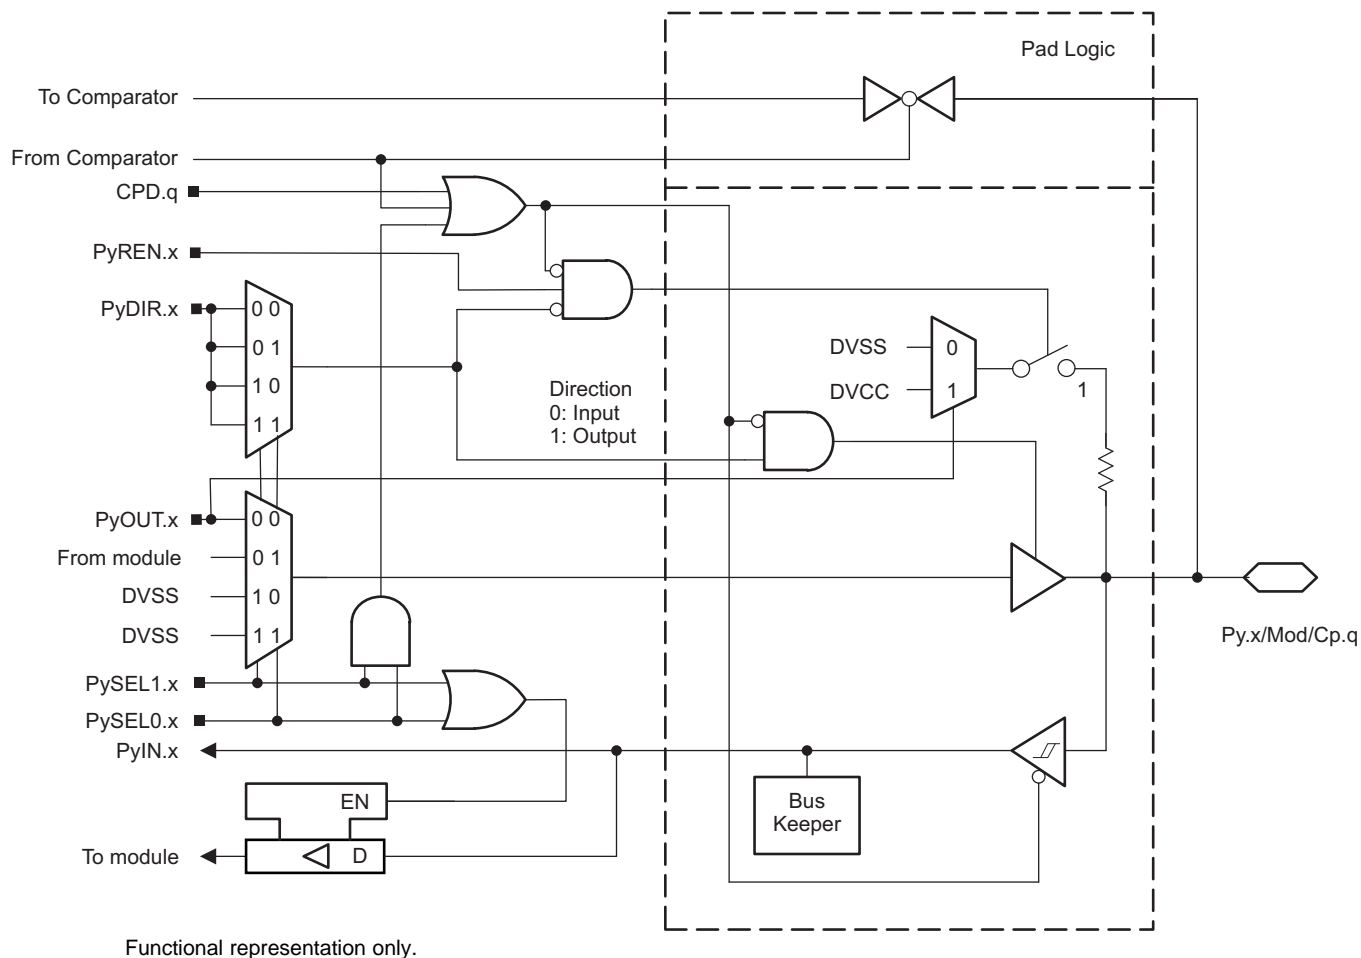 Pad Logic
To Comparator
From Comparator
CPD.q
PyREN.x
PyDIR.x
0 0
0 1
1 0
1 1
DVSS
0
DVCC
1
1
Direction
0: Input
1: Output
PyOUT.x
0 0
From module
0 1
DVSS
1 0
DVSS
1 1
Py.x/Mod/Cp.q
PySEL1.x
PySEL0.x
PyIN.x
Bus
Keeper
EN
To module
D
Functional representation only.